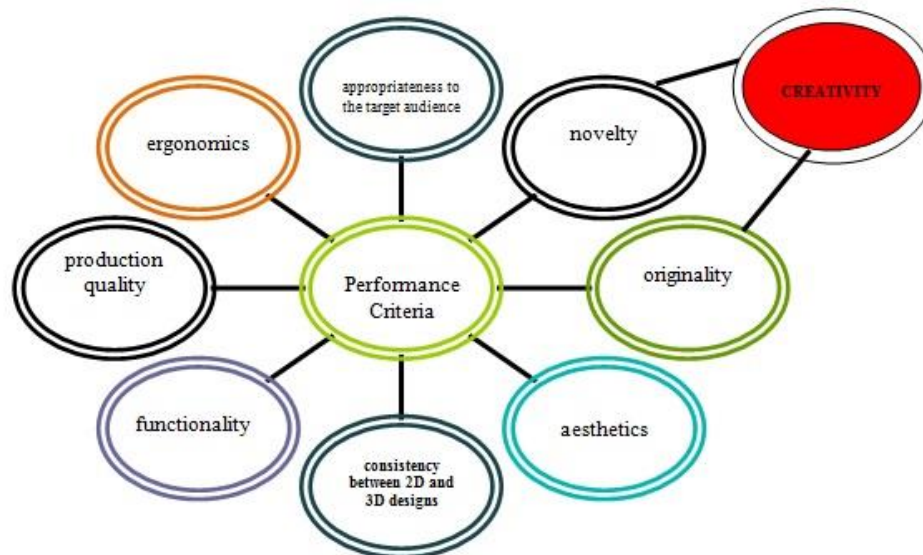 appropriateness to
the target audience
CREATIVITY
novelty
ergonomics
production
quality
Performance
Criteria
originality
functionality
aesthetics
consistency
between 2D and
3D designs